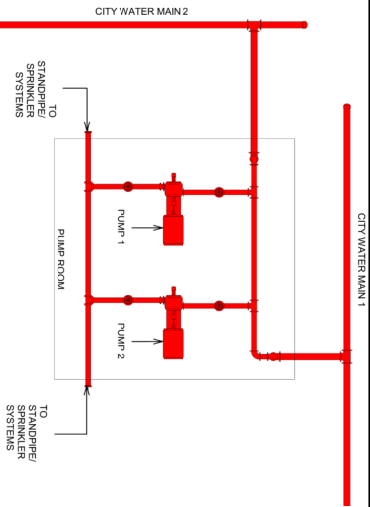 CITY WATER MAIN 2
CITY WATER MAIN 1
TO
STANDPIPE/
SPRINKLER
SYSTEMS
PUMP 1
PUMP ROOM
PUMP 2
TO
STANDPIPE/
SPRINKLER
SYSTEMS